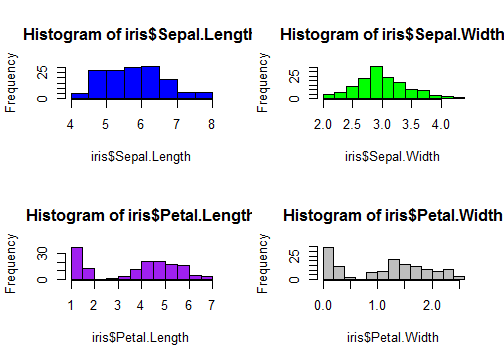 Histogram of iris$Sepal.Length
Frequency
0 25
4 5 6 7 8
iris$Sepal.Length
Histogram of iris$Sepal.Width
Frequency
0 25
2.0 2.5 3.0 3.5 4.0
iris$Sepal.Width
Histogram of iris$Petal.Length
Frequency
0 30
1 2 3 4 5 6 7
iris$Petal.Length
Histogram of iris$Petal.Width
Frequency
0 25
0.0 1.0 2.0
iris$Petal.Width